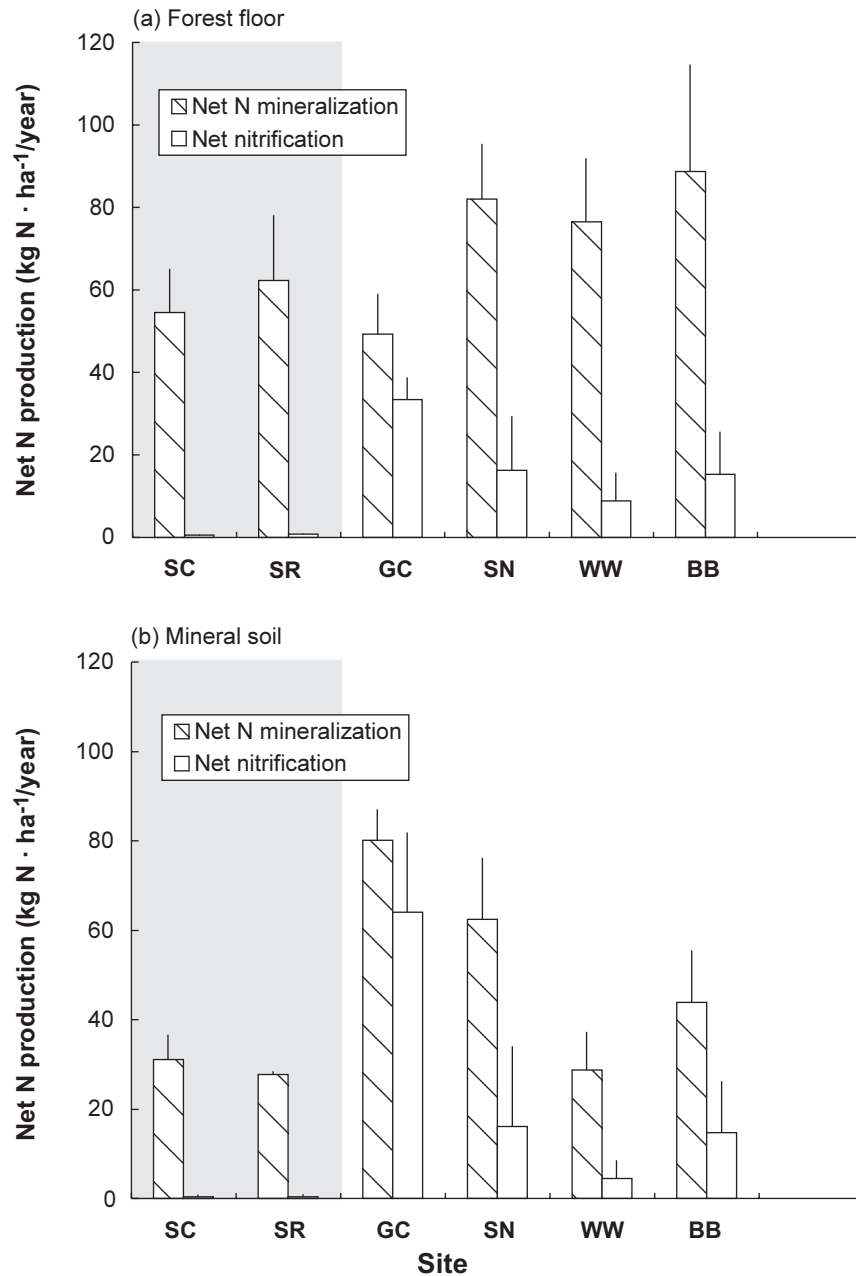 (a) Forest floor
Net N production (kg N · ha⁻¹/year)
120
100
80
60
40
20
0
Net N mineralization
Net nitrification
SC SR GC SN WW BB
(b) Mineral soil
Net N production (kg N · ha⁻¹/year)
120
100
80
60
40
20
0
Net N mineralization
Net nitrification
SC SR GC SN WW BB
Site